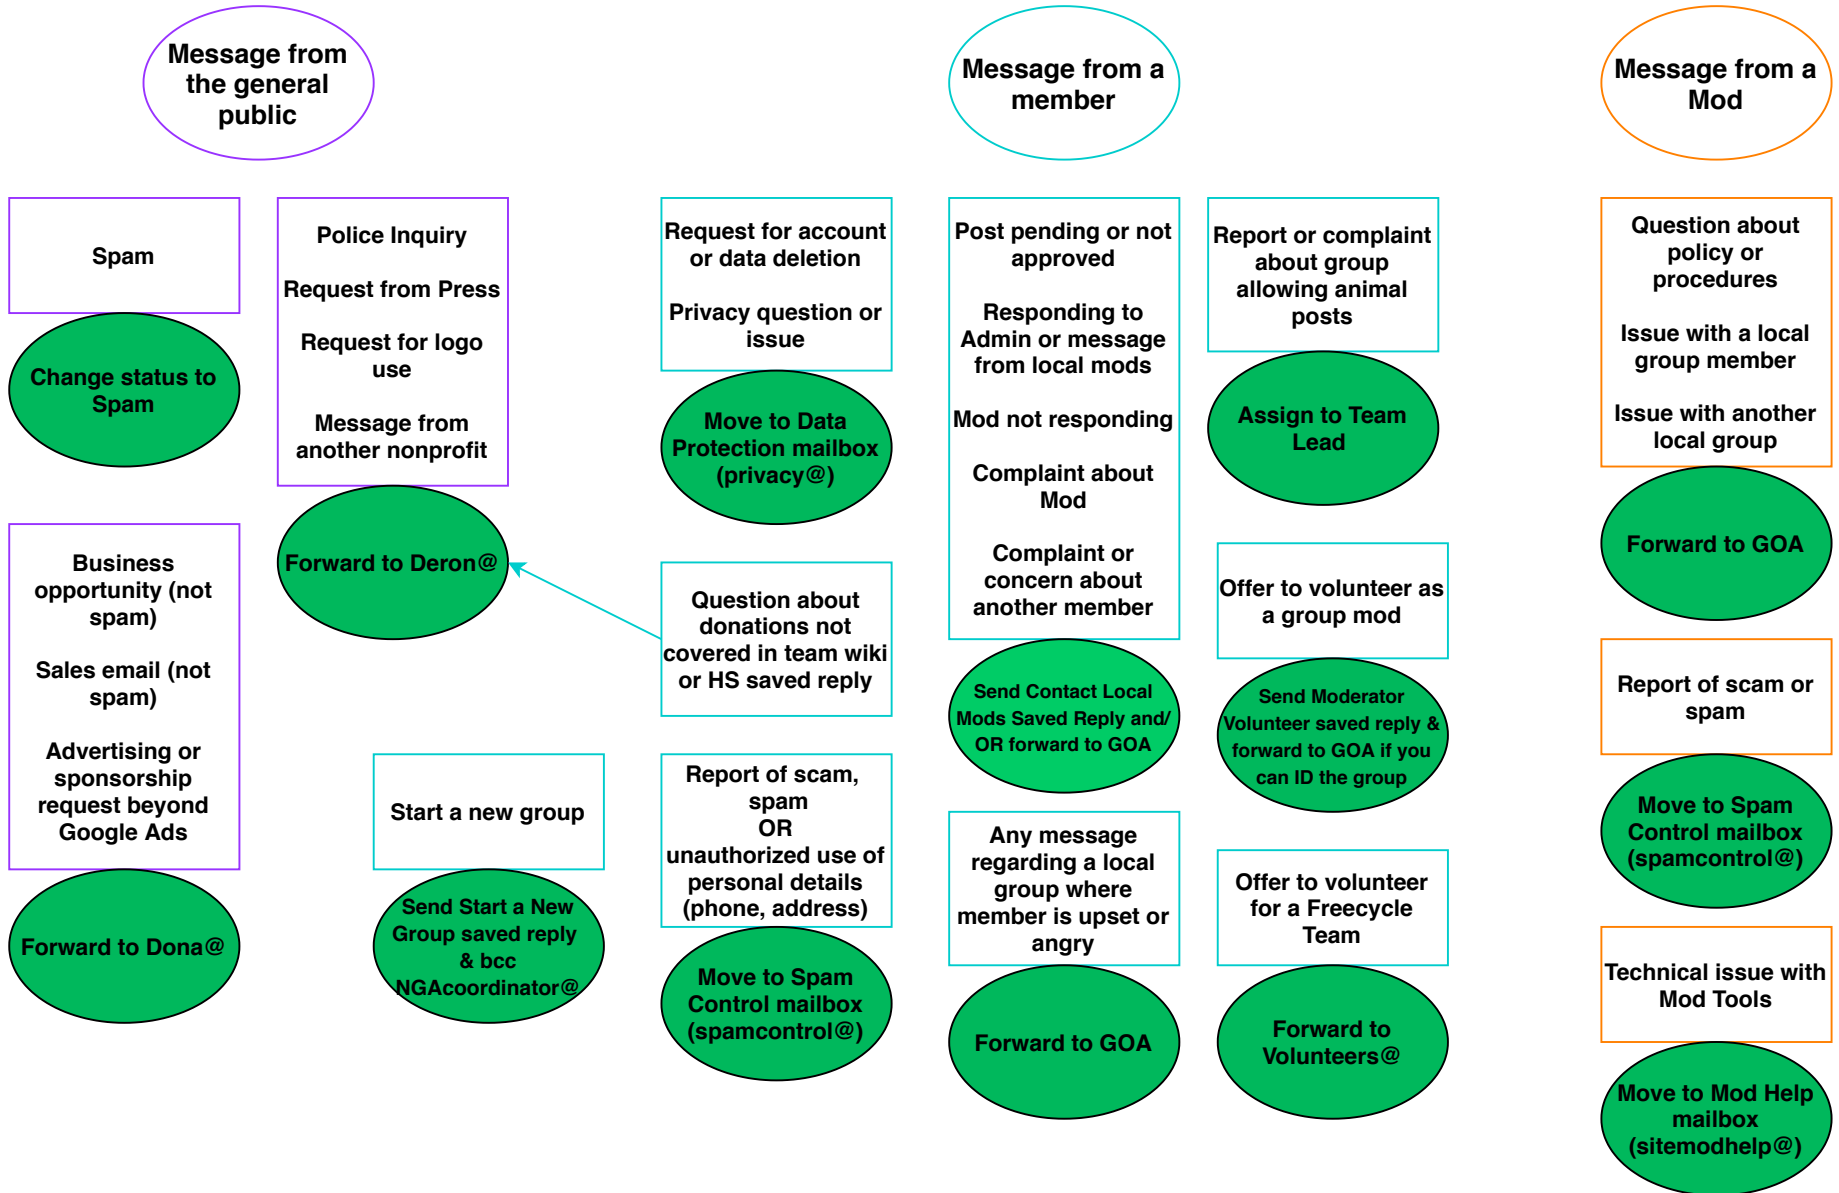 Message from
the general
public
Message from a
member
Message from a
Mod
Spam
Change status to
Spam
Business
opportunity (not
spam)
Sales email (not
spam)
Advertising or
sponsorship
request beyond
Google Ads
Forward to Dona@
Police Inquiry
Request from Press
Request for logo
use
Message from
another nonprofit
Forward to Deron@
Start a new group
Send Start a New
Group saved reply
& bcc
NGAcoordinator@
Request for account
or data deletion
Privacy question or
issue
Move to Data
Protection mailbox
(privacy@)
Question about
donations not
covered in team wiki
or HS saved reply
Report of scam,
spam
OR
unauthorized use of
personal details
(phone, address)
Move to Spam
Control mailbox
(spamcontrol@)
Post pending or not
approved
Responding to
Admin or message
from local mods
Mod not responding
Complaint about
Mod
Complaint or
concern about
another member
Send Contact Local
Mods Saved Reply and/
OR forward to GOA
Any message
regarding a local
group where
member is upset or
angry
Forward to GOA
Report or complaint
about group
allowing animal
posts
Assign to Team
Lead
Offer to volunteer as
a group mod
Send Moderator
Volunteer saved reply &
forward to GOA if you
can ID the group
Offer to volunteer
for a Freecycle
Team
Forward to
Volunteers@
Question about
policy or
procedures
Issue with a local
group member
Issue with another
local group
Forward to GOA
Report of scam or
spam
Move to Spam
Control mailbox
(spamcontrol@)
Technical issue with
Mod Tools
Move to Mod Help
mailbox
(sitemodhelp@)